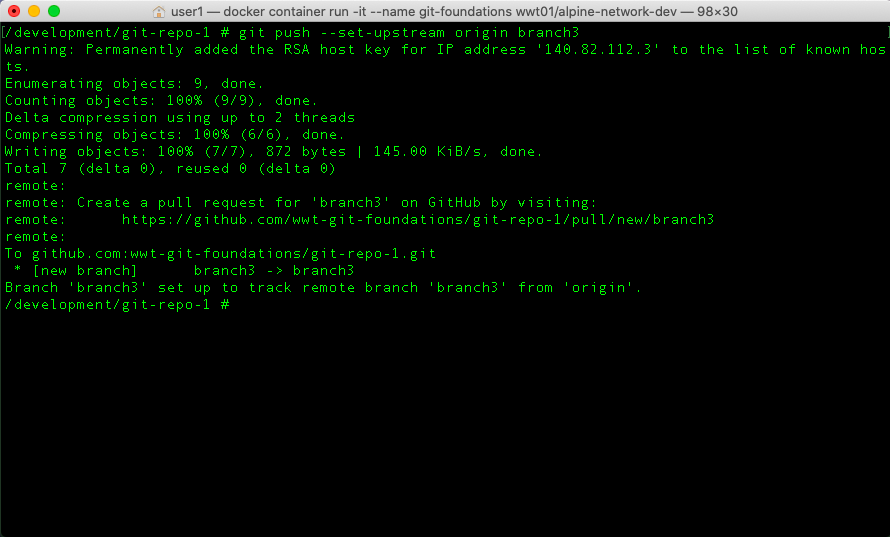 user1 — docker container run -it --name git-foundations wwt01/alpine-network-dev — 98×30
[/development/git-repo-1 # git push --set-upstream origin branch3 ]
Warning: Permanently added the RSA host key for IP address '140.82.112.3' to the list of known hos
ts.
Enumerating objects: 9, done.
Counting objects: 100% (9/9), done.
Delta compression using up to 2 threads
Compressing objects: 100% (6/6), done.
Writing objects: 100% (7/7), 872 bytes | 145.00 KiB/s, done.
Total 7 (delta 0), reused 0 (delta 0)
remote:
remote: Create a pull request for 'branch3' on GitHub by visiting:
remote:      https://github.com/wwt-git-foundations/git-repo-1/pull/new/branch3
remote:
To github.com:wwt-git-foundations/git-repo-1.git
 * [new branch]      branch3 -> branch3
Branch 'branch3' set up to track remote branch 'branch3' from 'origin'.
/development/git-repo-1 #